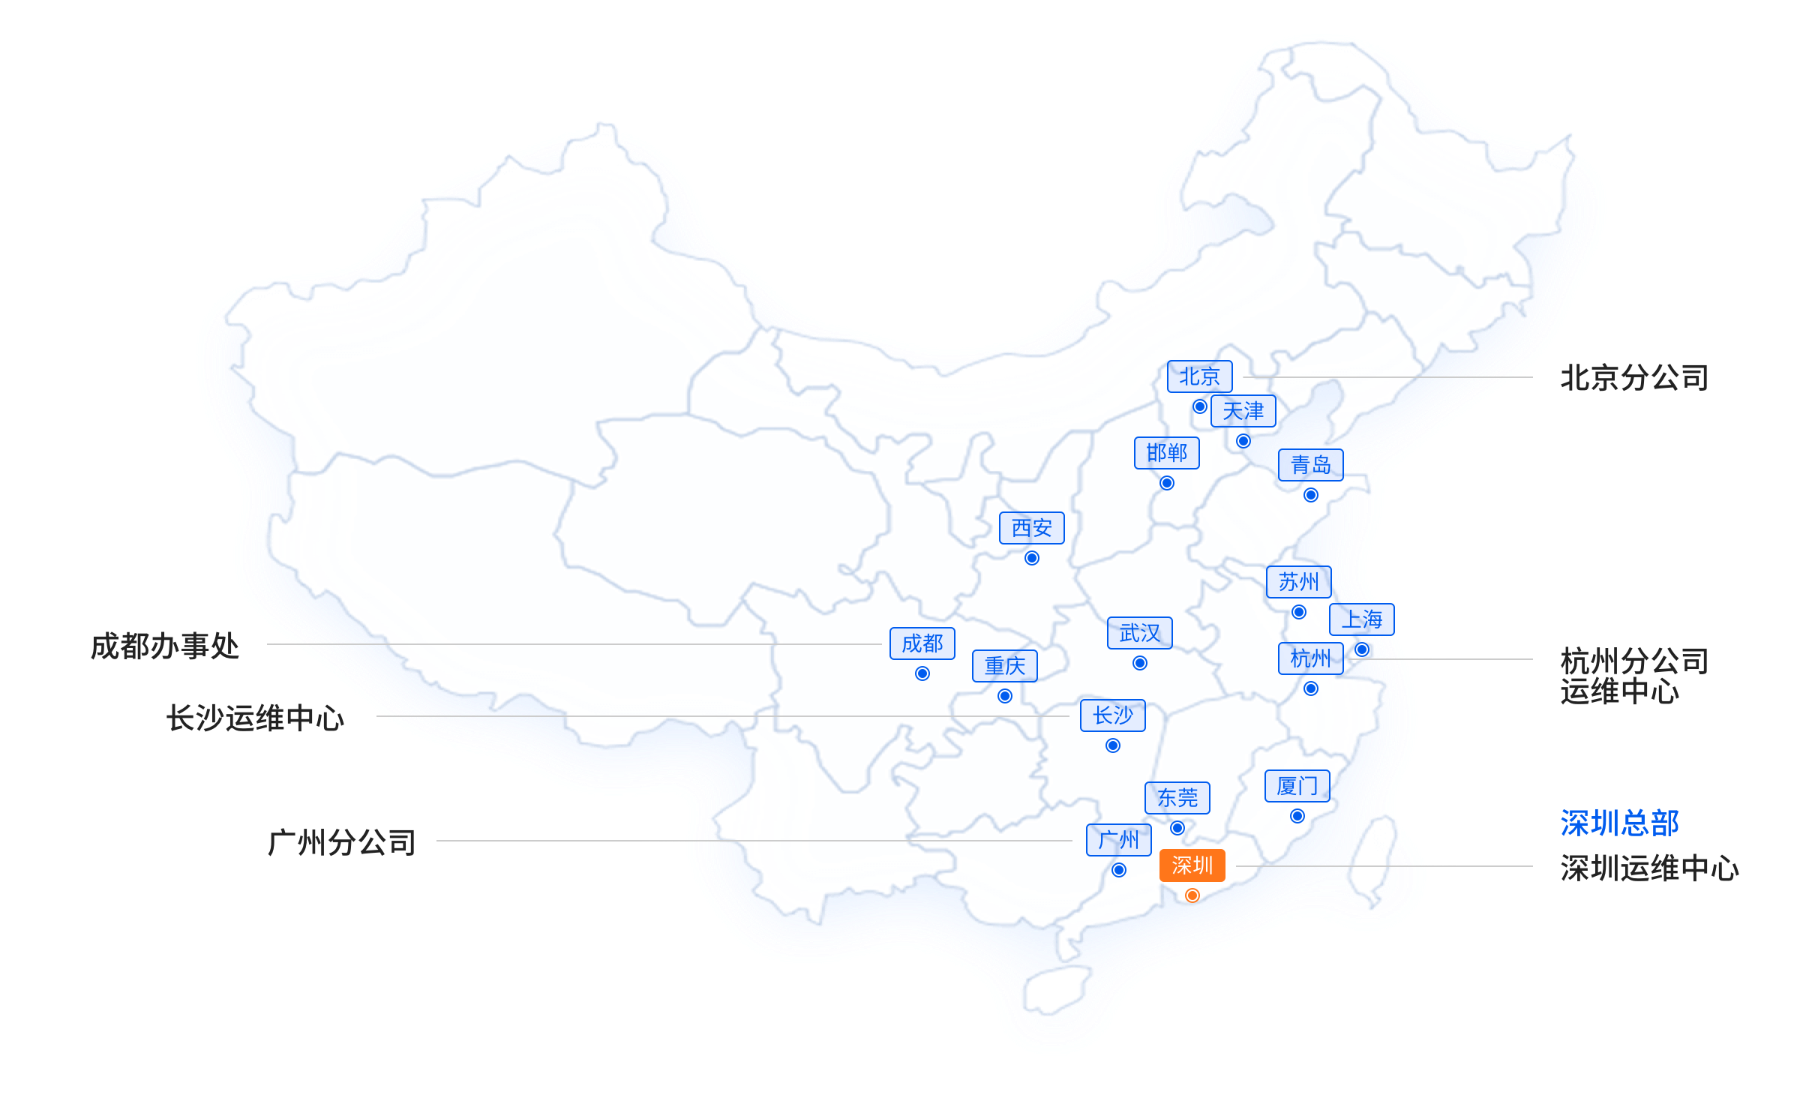 北京
北京分公司
天津
邯郸
青岛
西安
苏州
上海
武汉
成都办事处
成都
重庆
杭州
杭州分公司
运维中心
长沙运维中心
长沙
厦门
东莞
深圳总部
广州分公司
广州
深圳
深圳运维中心